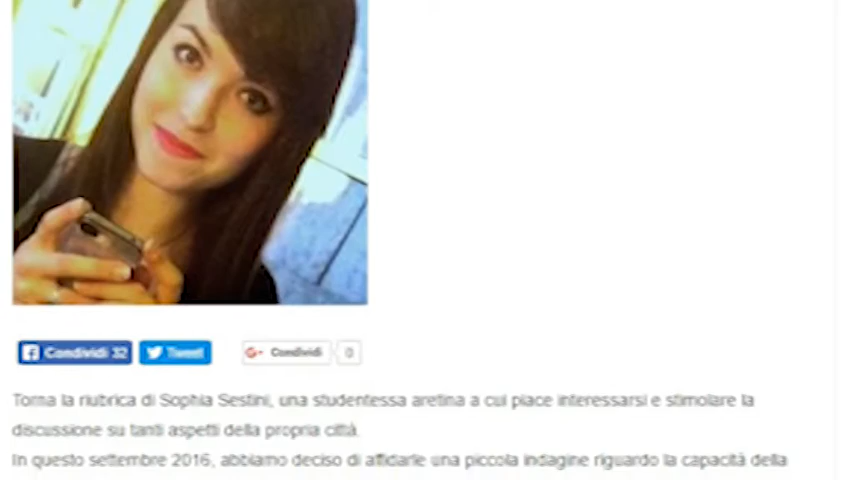 Condividi 32 Tweet G+ Condividi 0
Torna la riubrica di Sophia Sestini, una studentessa aretina a cui piace interessarsi e stimolare la
discussione su tanti aspetti della propria città.
In questo settembre 2016, abbiamo deciso di affidarle una piccola indagine riguardo la capacità della